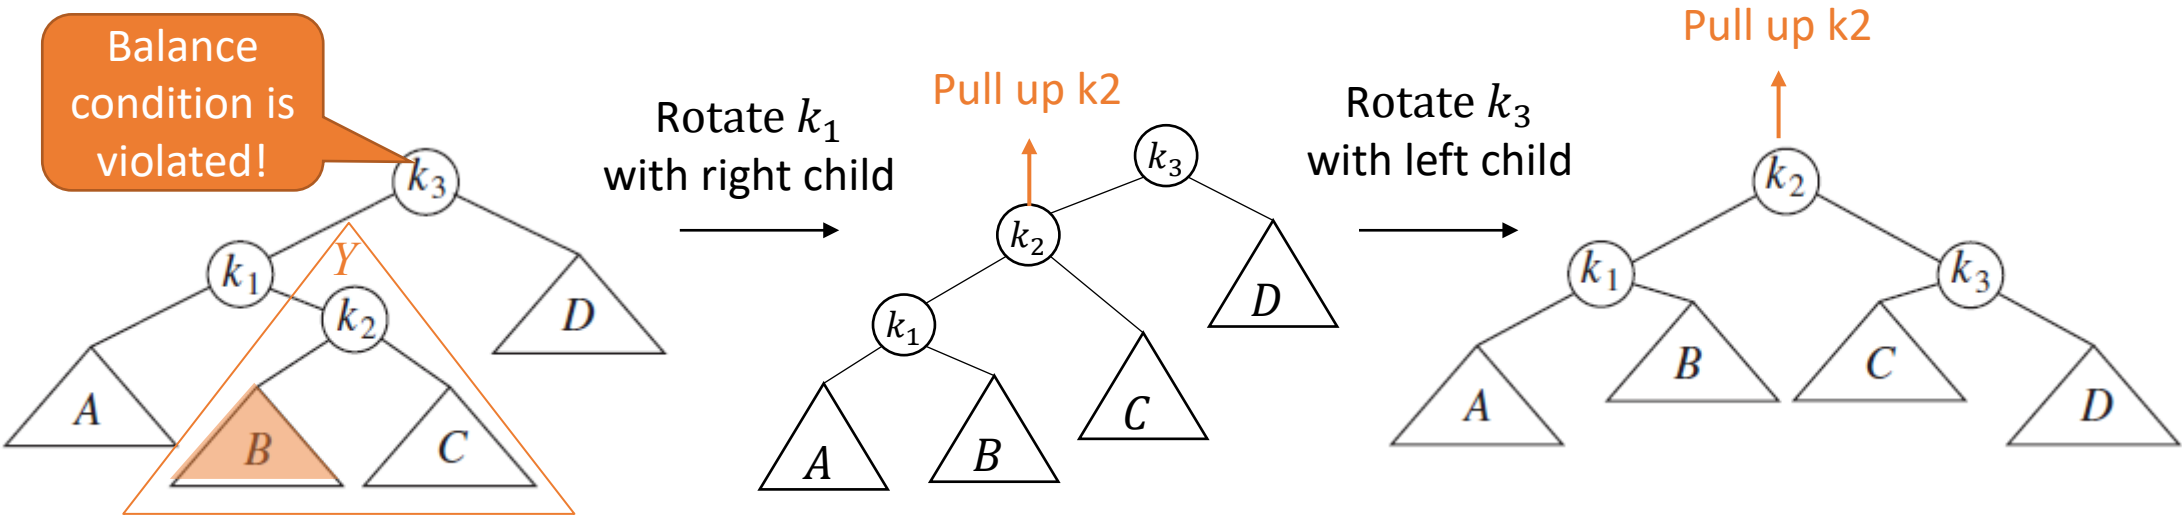 Balance
condition is
violated!
k3
Y
k1
k2
D
A
B
C
Rotate k1
with right child
Pull up k2
k3
k2
k1
D
C
A
B
Rotate k3
with left child
Pull up k2
k2
k1
k3
B
C
A
D